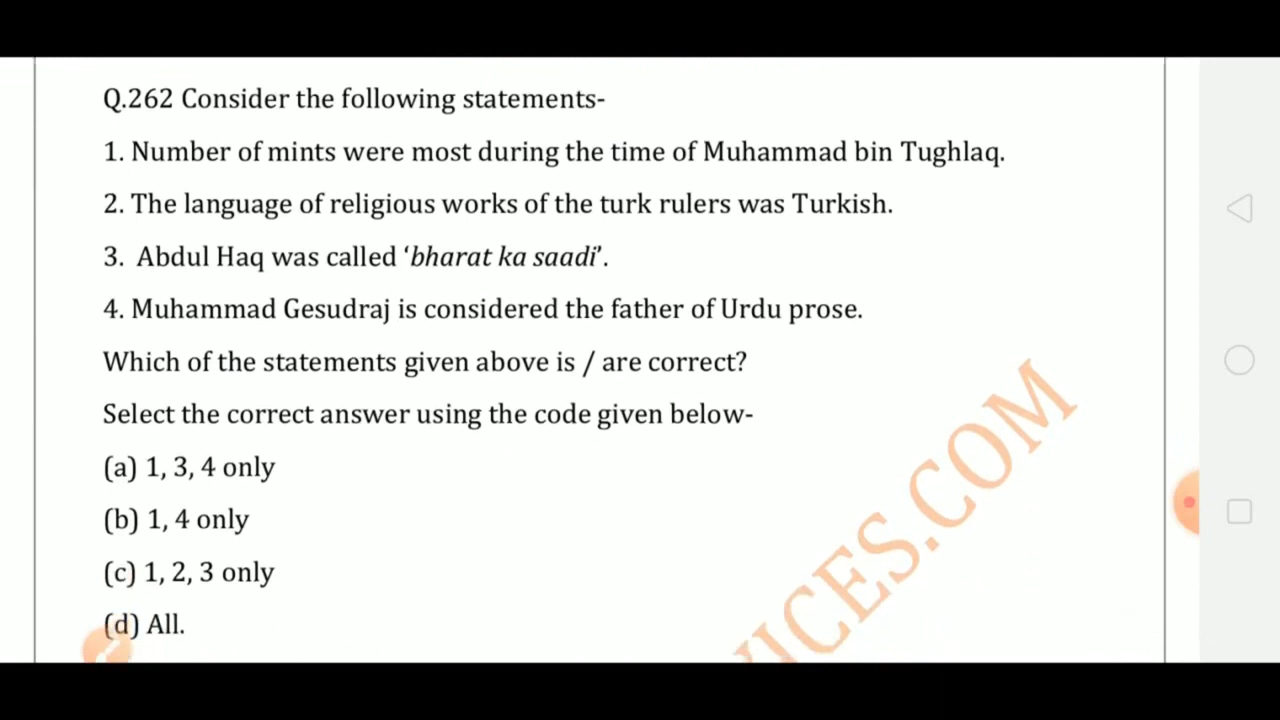 Q.262 Consider the following statements-
1. Number of mints were most during the time of Muhammad bin Tughlaq.
2. The language of religious works of the turk rulers was Turkish.
3. Abdul Haq was called ‘bharat ka saadi’.
4. Muhammad Gesudraj is considered the father of Urdu prose.
Which of the statements given above is / are correct?
Select the correct answer using the code given below-
(a) 1, 3, 4 only
(b) 1, 4 only
(c) 1, 2, 3 only
(d) All.
ICES.COM